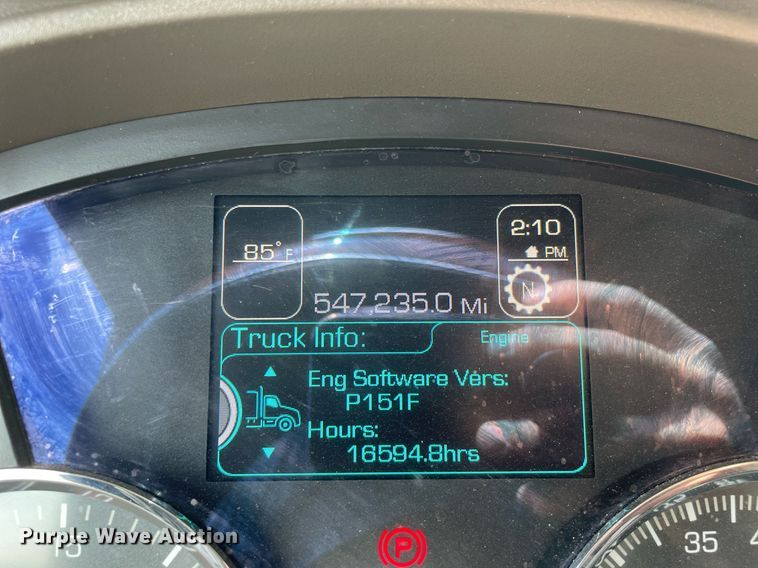 2:10
85°F
PM
N
547,235.0 Mi
Truck Info:
Engine
Eng Software Vers:
P151F
Hours:
16594.8hrs
15
35
P
Purple Wave Auction